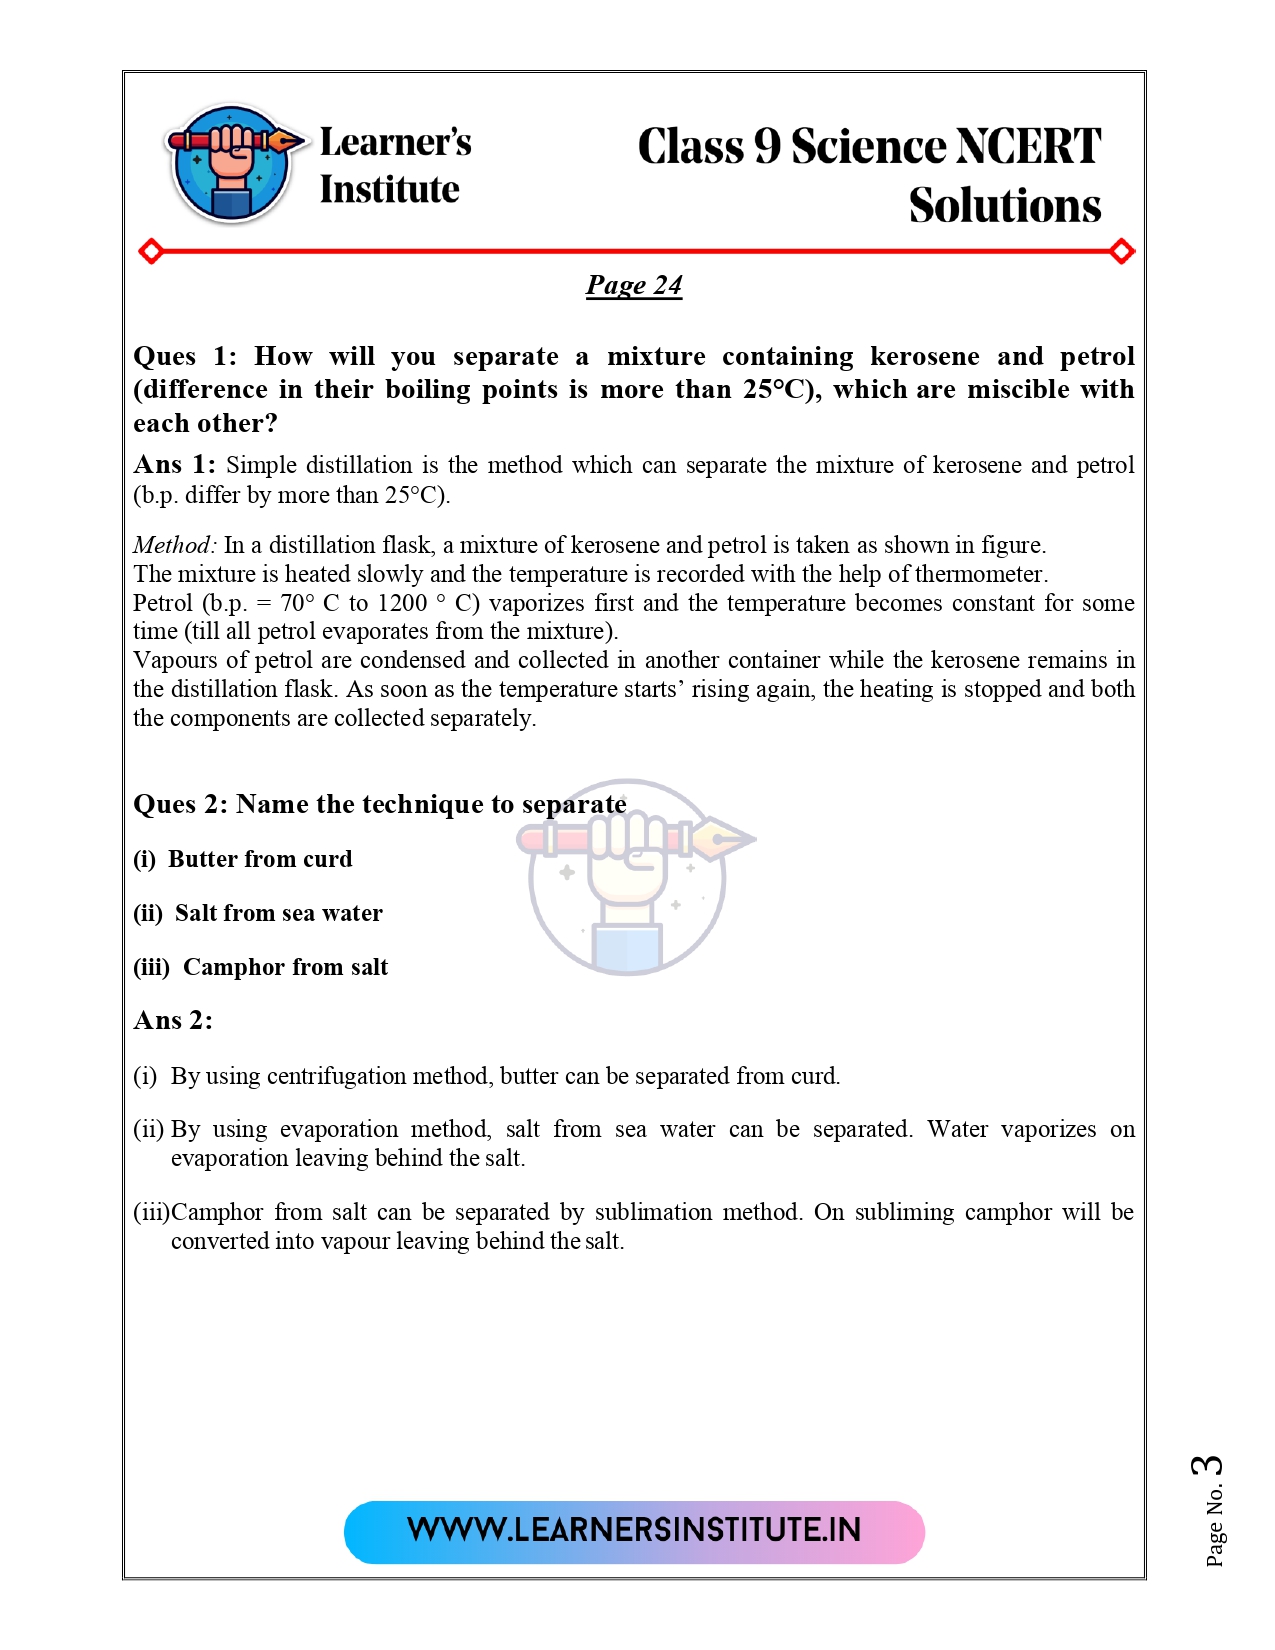 Learner's
Institute
Class 9 Science NCERT
Solutions
Page 24
Ques 1: How will you separate a mixture containing kerosene and petrol
(difference in their boiling points is more than 25°C), which are miscible with
each other?
Ans 1: Simple distillation is the method which can separate the mixture of kerosene and petrol
(b.p. differ by more than 25°C).
Method: In a distillation flask, a mixture of kerosene and petrol is taken as shown in figure.
The mixture is heated slowly and the temperature is recorded with the help of thermometer.
Petrol (b.p. = 70° C to 1200 ° C) vaporizes first and the temperature becomes constant for some
time (till all petrol evaporates from the mixture).
Vapours of petrol are condensed and collected in another container while the kerosene remains in
the distillation flask. As soon as the temperature starts’ rising again, the heating is stopped and both
the components are collected separately.
Ques 2: Name the technique to separate
(i) Butter from curd
(ii) Salt from sea water
(iii) Camphor from salt
Ans 2:
(i) By using centrifugation method, butter can be separated from curd.
(ii) By using evaporation method, salt from sea water can be separated. Water vaporizes on
evaporation leaving behind the salt.
(iii)Camphor from salt can be separated by sublimation method. On subliming camphor will be
converted into vapour leaving behind the salt.
WWW.LEARNERSINSTITUTE.IN
Page No. 3